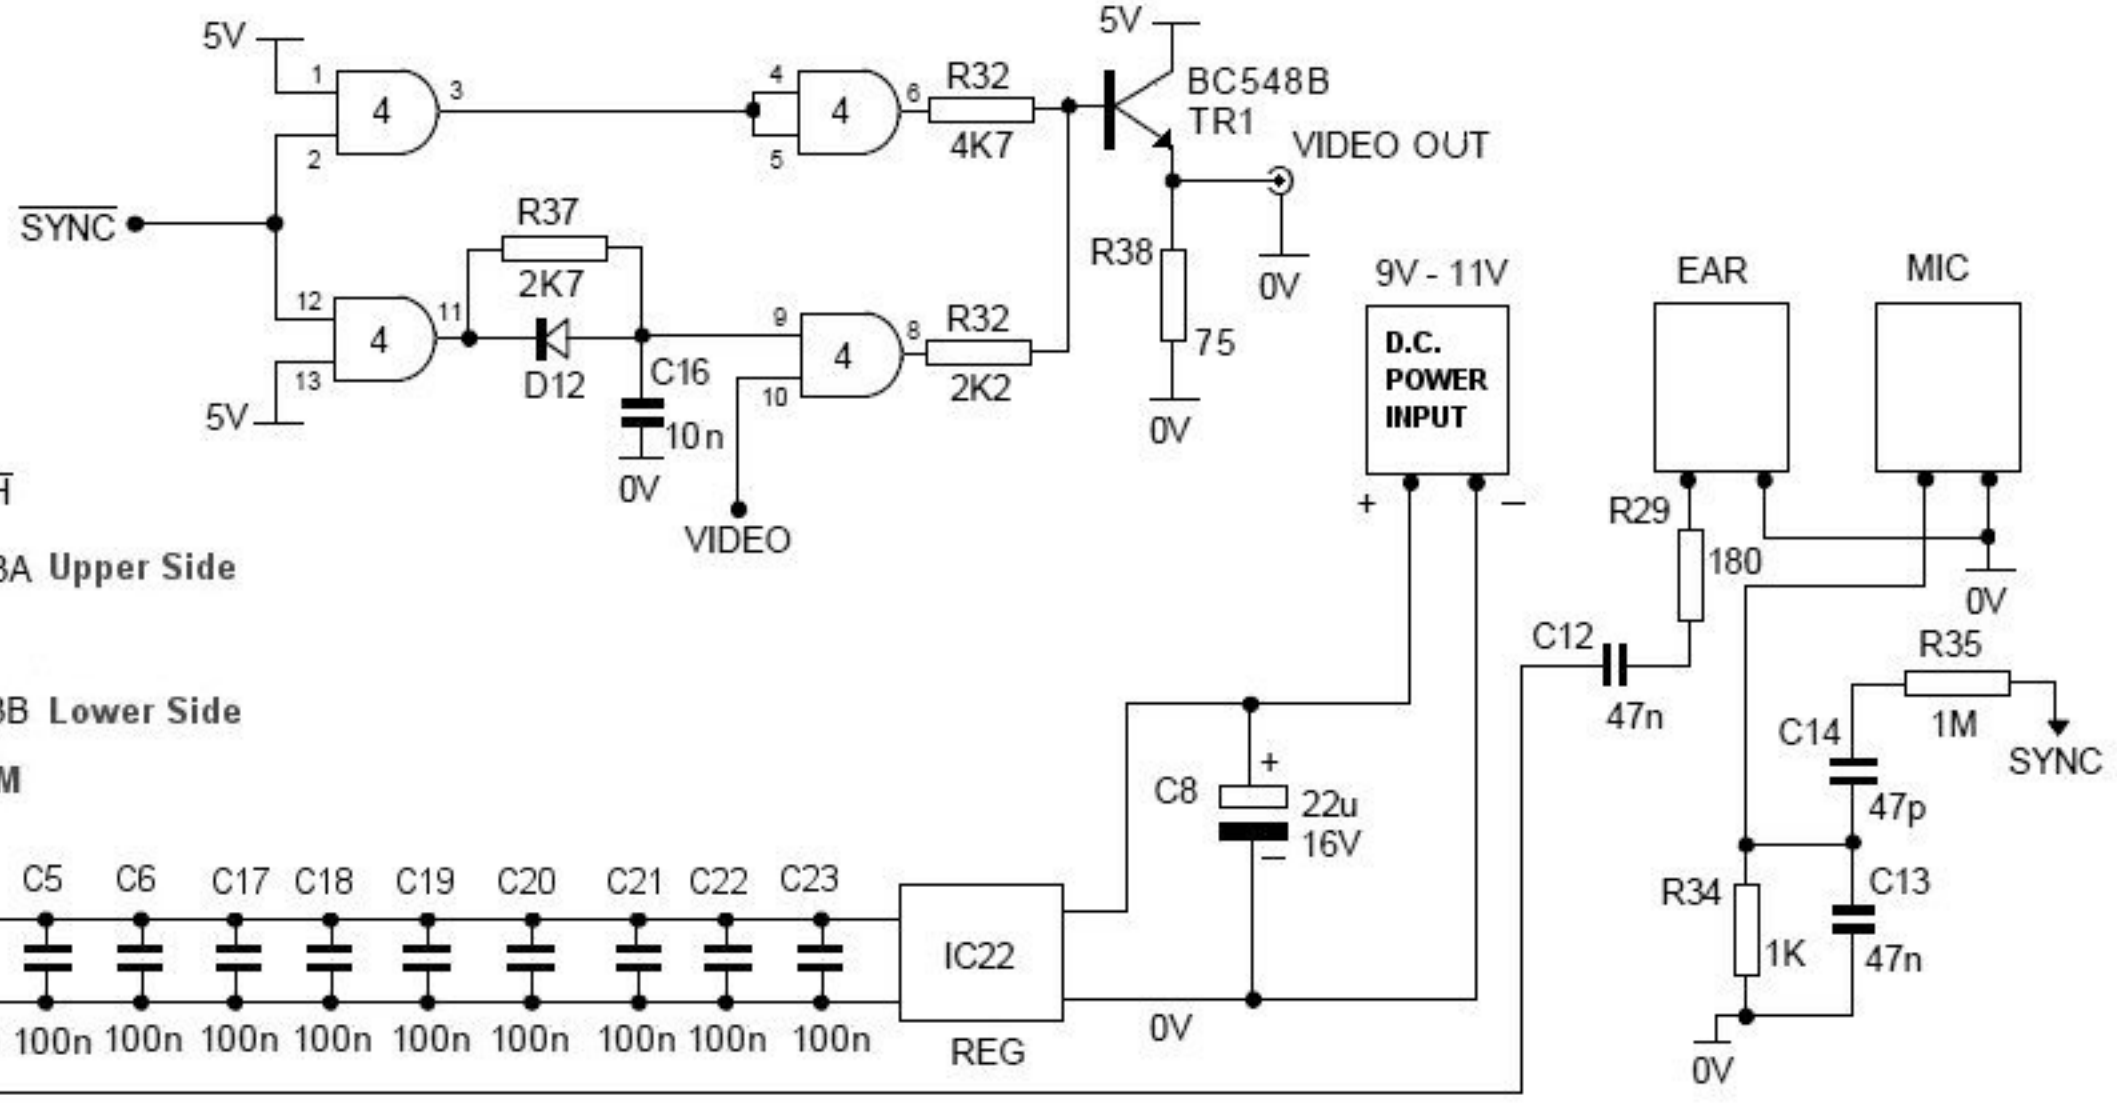 5V
1
2
4
3
4
5
4
6
R32
4K7
5V
BC548B
TR1
VIDEO OUT
0V
R38
75
0V
SYNC
12
13
4
11
5V
R37
2K7
D12
C16
10n
0V
9
10
4
8
R32
2K2
VIDEO
9V - 11V
D.C.
POWER
INPUT
+
–
EAR
MIC
R29
180
0V
C12
47n
R35
1M
SYNC
C14
47p
R34
1K
C13
47n
0V
H
3A Upper Side
3B Lower Side
M
C5 C6 C17 C18 C19 C20 C21 C22 C23
100n 100n 100n 100n 100n 100n 100n 100n 100n
IC22
REG
C8
+
22u
16V
–
0V